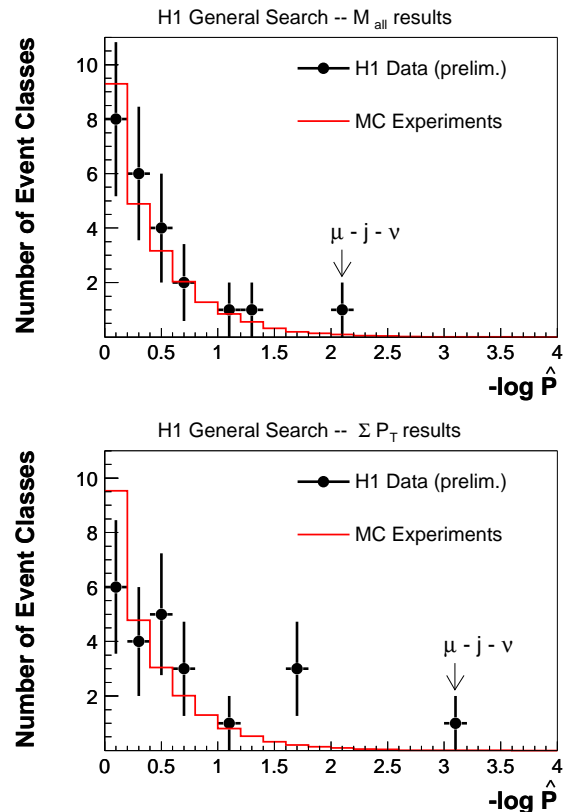 H1 General Search -- M all results
Number of Event Classes
10
8
6
4
2
H1 Data (prelim.)
MC Experiments
μ - j - ν
0 0.5 1 1.5 2 2.5 3 3.5 4
-log P̂
H1 General Search -- Σ P T results
Number of Event Classes
10
8
6
4
2
H1 Data (prelim.)
MC Experiments
μ - j - ν
0 0.5 1 1.5 2 2.5 3 3.5 4
-log P̂